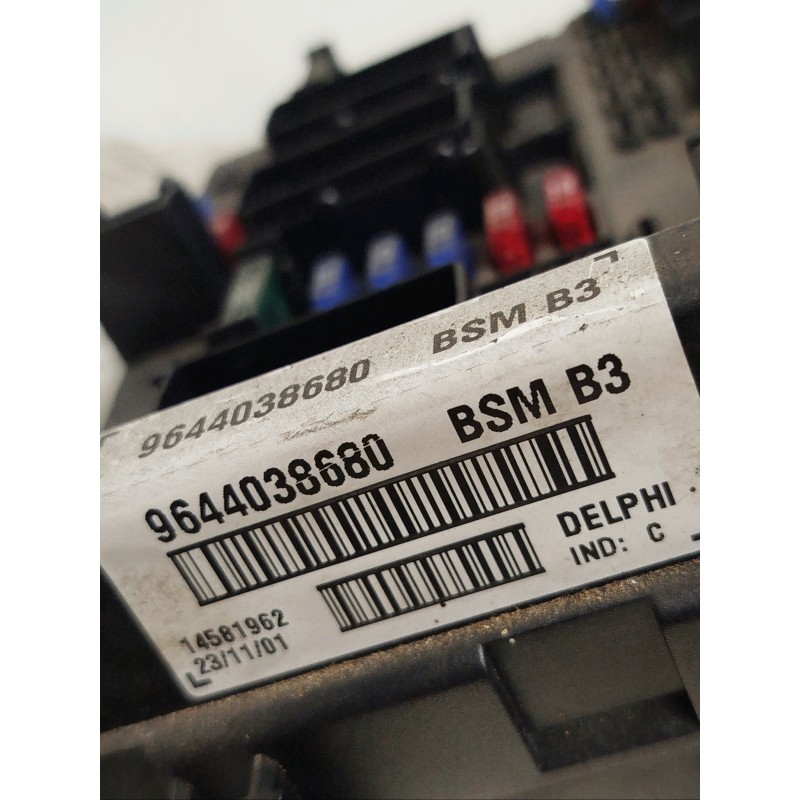 9644038680 BSM B3
9644038680 BSM B3
DELPHI
IND: C
14581962
23/11/01